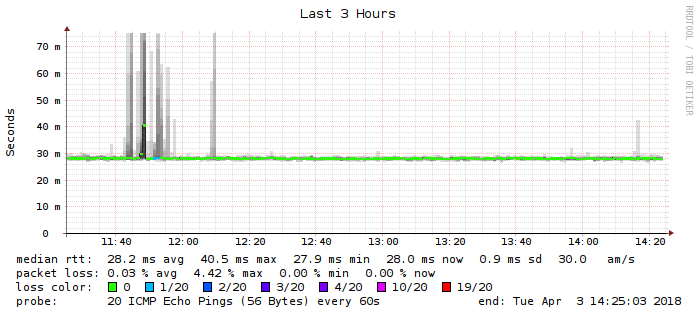 Last 3 Hours
RRDTOOL / TOBI OETIKER
Seconds
70 m
60 m
50 m
40 m
30 m
20 m
10 m
0
11:40 12:00 12:20 12:40 13:00 13:20 13:40 14:00 14:20
median rtt: 28.2 ms avg 40.5 ms max 27.9 ms min 28.0 ms now 0.9 ms sd 30.0 am/s
packet loss: 0.03 % avg 4.42 % max 0.00 % min 0.00 % now
loss color: 0 1/20 2/20 3/20 4/20 10/20 19/20
probe: 20 ICMP Echo Pings (56 Bytes) every 60s end: Tue Apr 3 14:25:03 2018